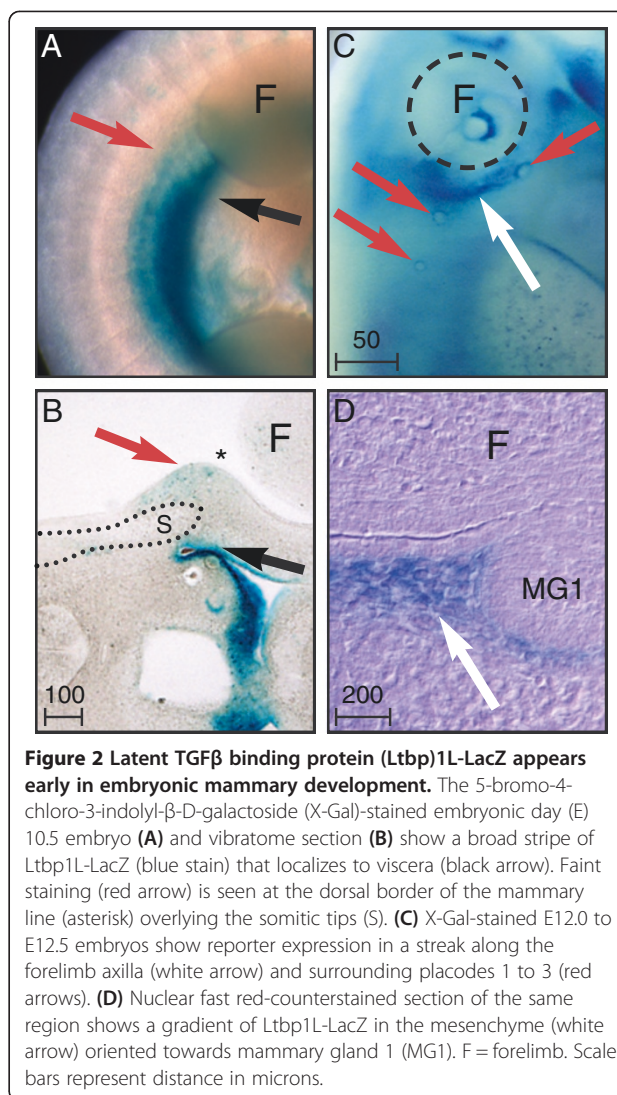 A
F
C
F
50
B
F
*
S
100
D
F
MG1
200
Figure 2 Latent TGFβ binding protein (Ltbp)1L-LacZ appears
early in embryonic mammary development. The 5-bromo-4-
chloro-3-indolyl-β-D-galactoside (X-Gal)-stained embryonic day (E)
10.5 embryo (A) and vibratome section (B) show a broad stripe of
Ltbp1L-LacZ (blue stain) that localizes to viscera (black arrow). Faint
staining (red arrow) is seen at the dorsal border of the mammary
line (asterisk) overlying the somitic tips (S). (C) X-Gal-stained E12.0 to
E12.5 embryos show reporter expression in a streak along the
forelimb axilla (white arrow) and surrounding placodes 1 to 3 (red
arrows). (D) Nuclear fast red-counterstained section of the same
region shows a gradient of Ltbp1L-LacZ in the mesenchyme (white
arrow) oriented towards mammary gland 1 (MG1). F = forelimb. Scale
bars represent distance in microns.